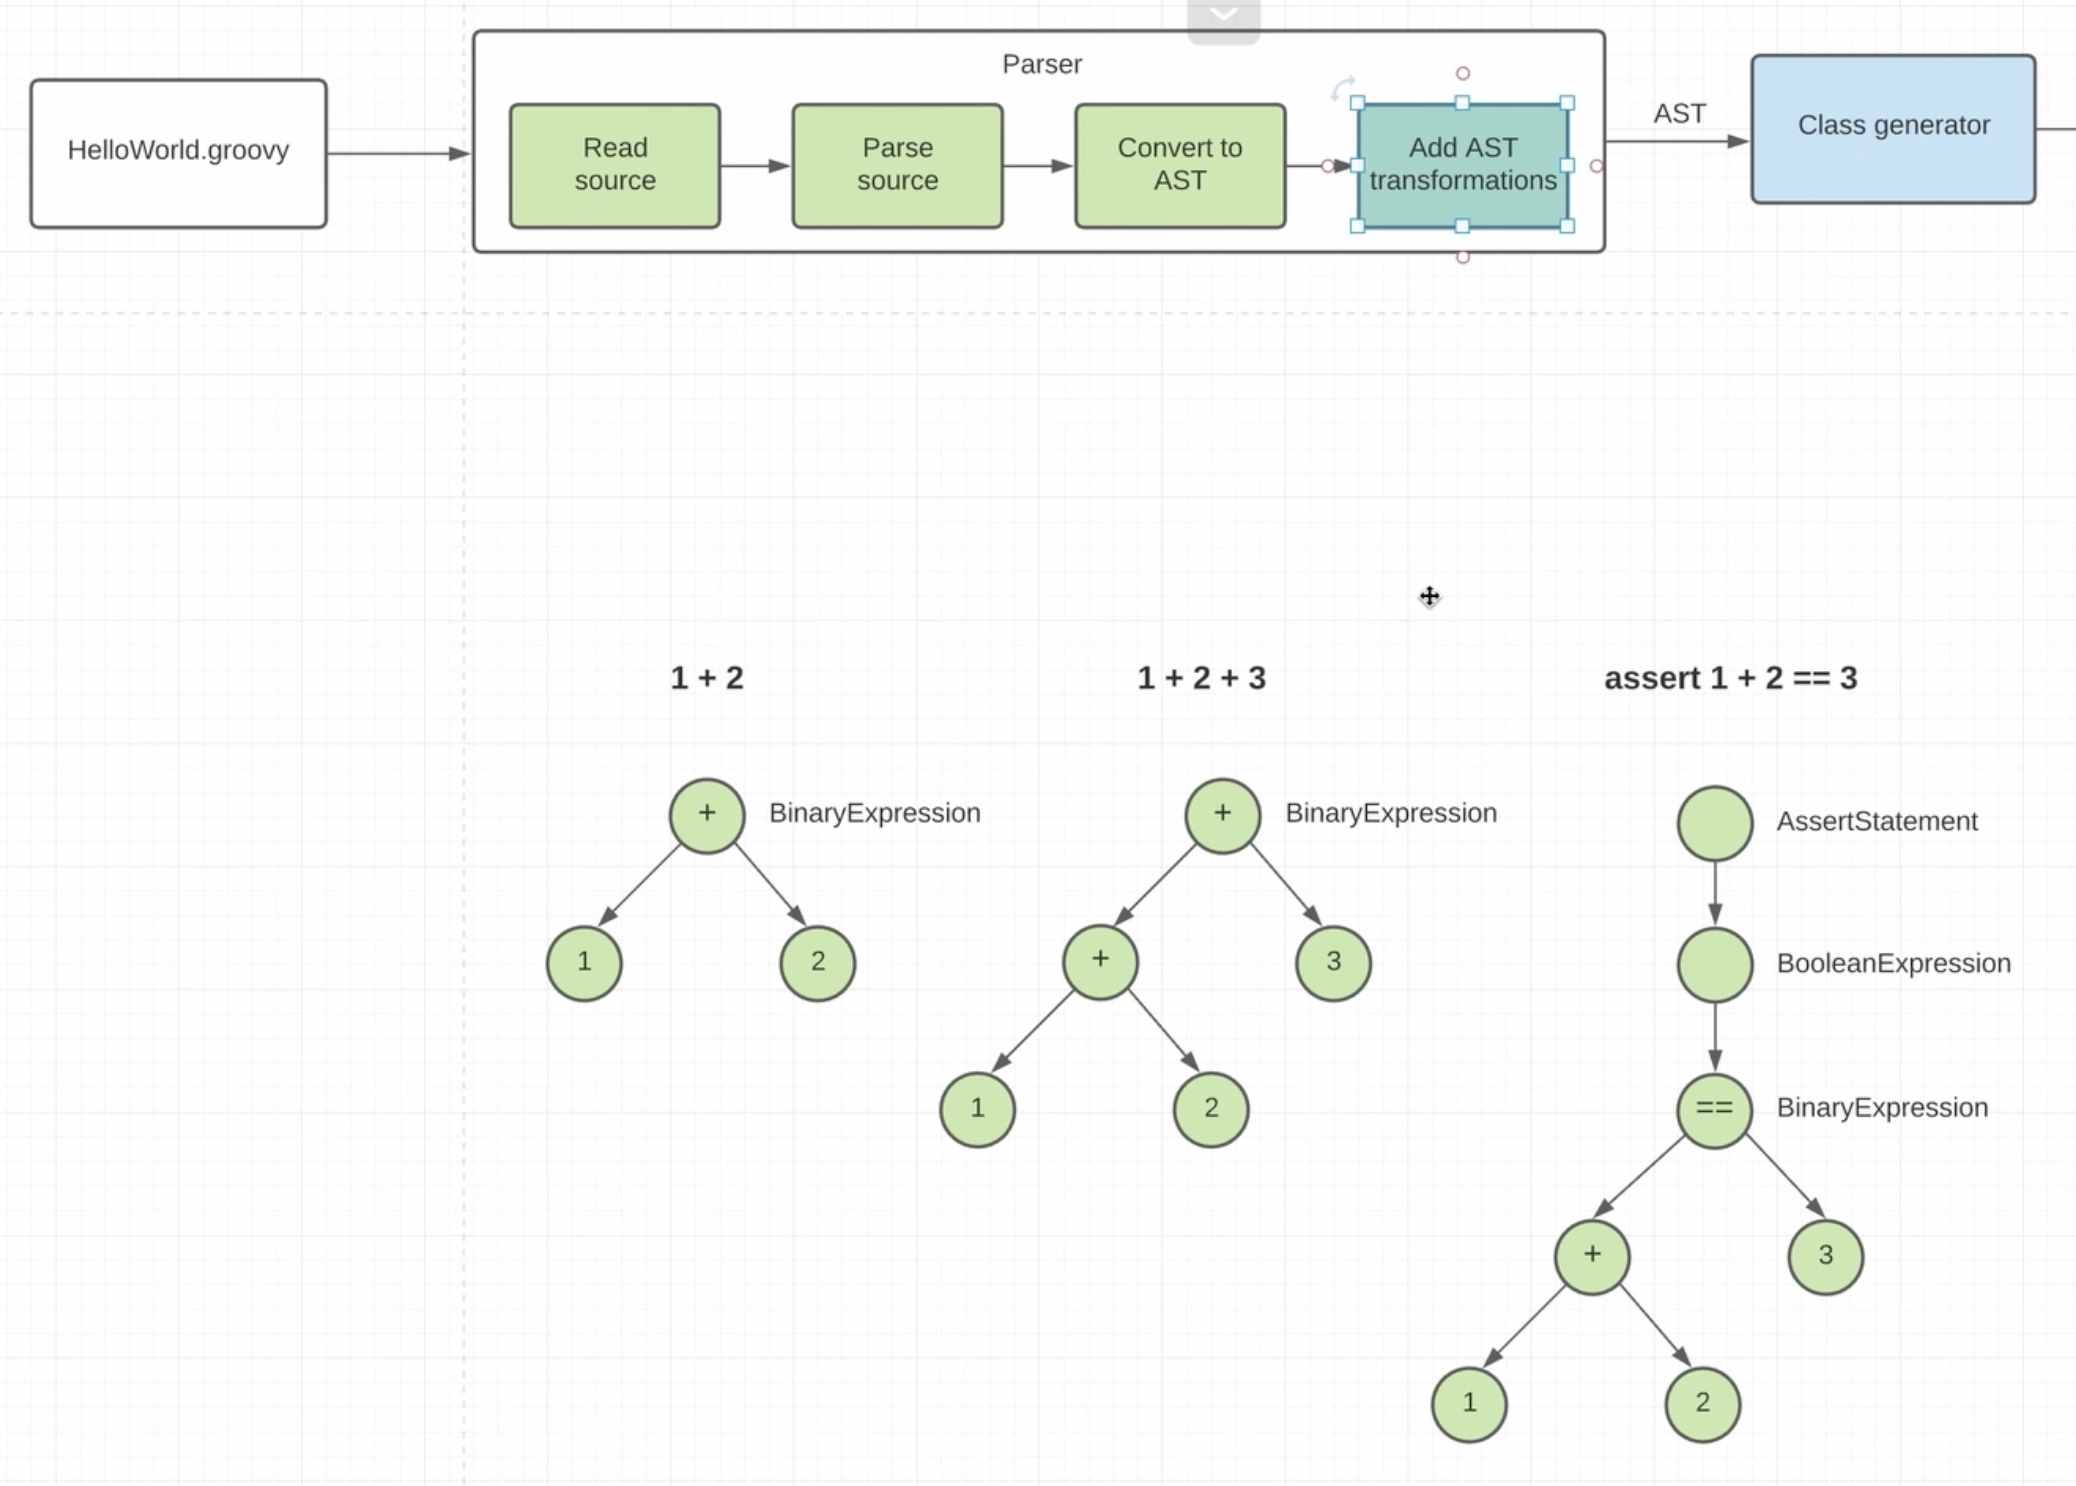 Parser
HelloWorld.groovy
Read
source
Parse
source
Convert to
AST
Add AST
transformations
AST
Class generator
1 + 2
1 + 2 + 3
assert 1 + 2 == 3
+ BinaryExpression
1 2
+ BinaryExpression
+ 3
1 2
AssertStatement
BooleanExpression
== BinaryExpression
+ 3
1 2